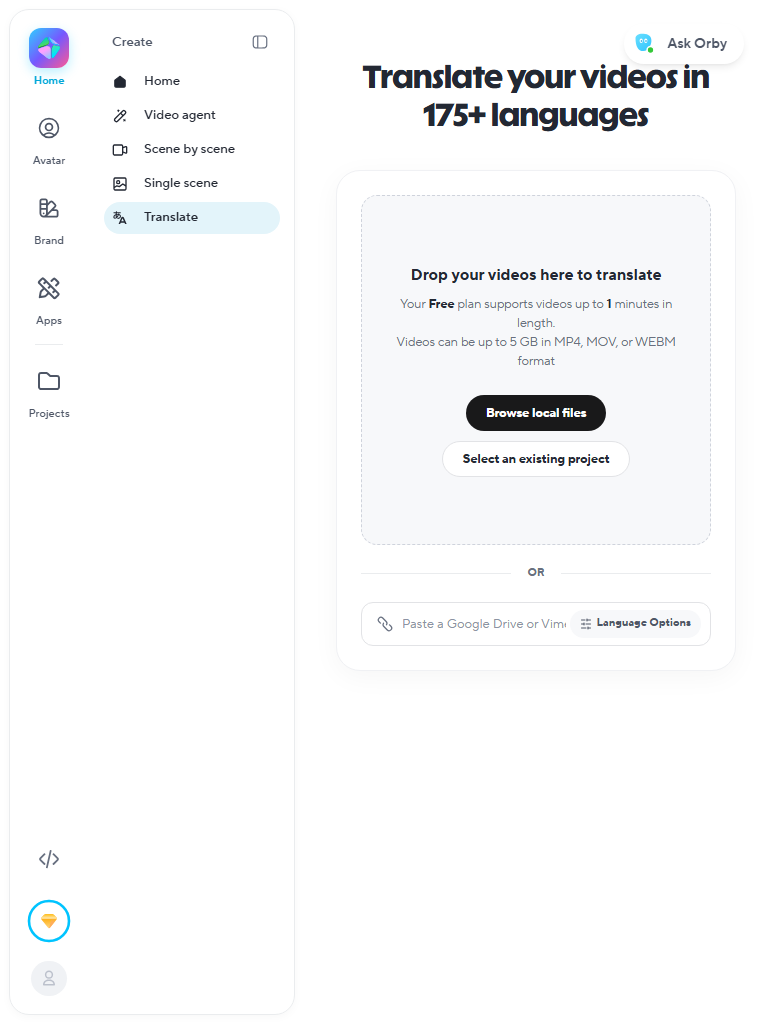 Home
Avatar
Brand
Apps
Projects
Create
Home
Video agent
Scene by scene
Single scene
Translate
Ask Orby
Translate your videos in
175+ languages
Drop your videos here to translate
Your Free plan supports videos up to 1 minutes in
length.
Videos can be up to 5 GB in MP4, MOV, or WEBM
format
Browse local files
Select an existing project
OR
Paste a Google Drive or Vime
Language Options